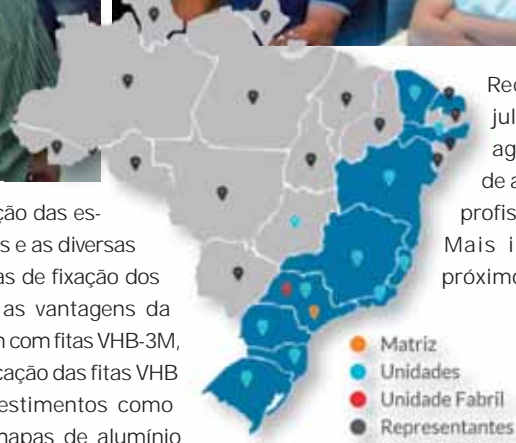 ção das es-
s e as diversas
as de fixação dos
as vantagens da
com fitas VHB-3M,
cação das fitas VHB
estimentos como
hapas de alumínio
Rec
jul
ag
de a
profis
Mais i
próximo
Matriz
Unidades
Unidade Fabril
Representantes